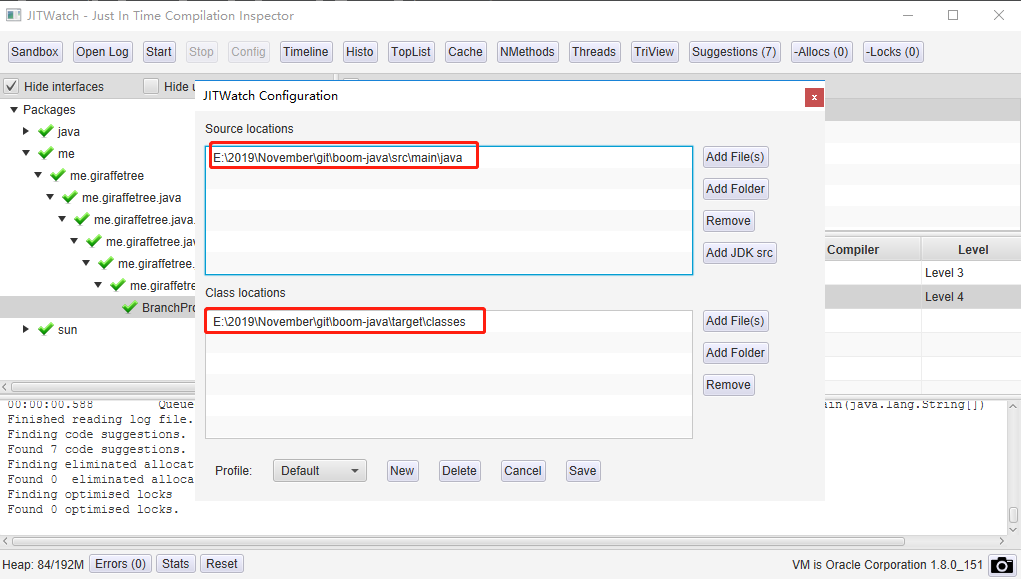 JITWatch - Just In Time Compilation Inspector
Sandbox Open Log Start Stop Config Timeline Histo TopList Cache NMethods Threads TriView Suggestions (7) -Allocs (0) -Locks (0)
Hide interfaces Hide
Packages
java
me
me.giraffetree
me.giraffetree.java
me.giraffetree.java.
me.giraffetree.jav
me.giraffetree.
me.giraffetre
BranchPr
sun
JITWatch Configuration
x
Source locations
E:\2019\November\git\boom-java\src\main\java
Add File(s)
Add Folder
Remove
Add JDK src
Class locations
E:\2019\November\git\boom-java\target\classes
Add File(s)
Add Folder
Remove
Profile: Default New Delete Cancel Save
Compiler Level
Level 3
Level 4
00:00:00.588 Queue ain(java.lang.String[])
Finished reading log file.
Finding code suggestions.
Found 7 code suggestions.
Finding eliminated allocat
Found 0 eliminated allocat
Finding optimised locks
Found 0 optimised locks.
Heap: 84/192M Errors (0) Stats Reset VM is Oracle Corporation 1.8.0_151